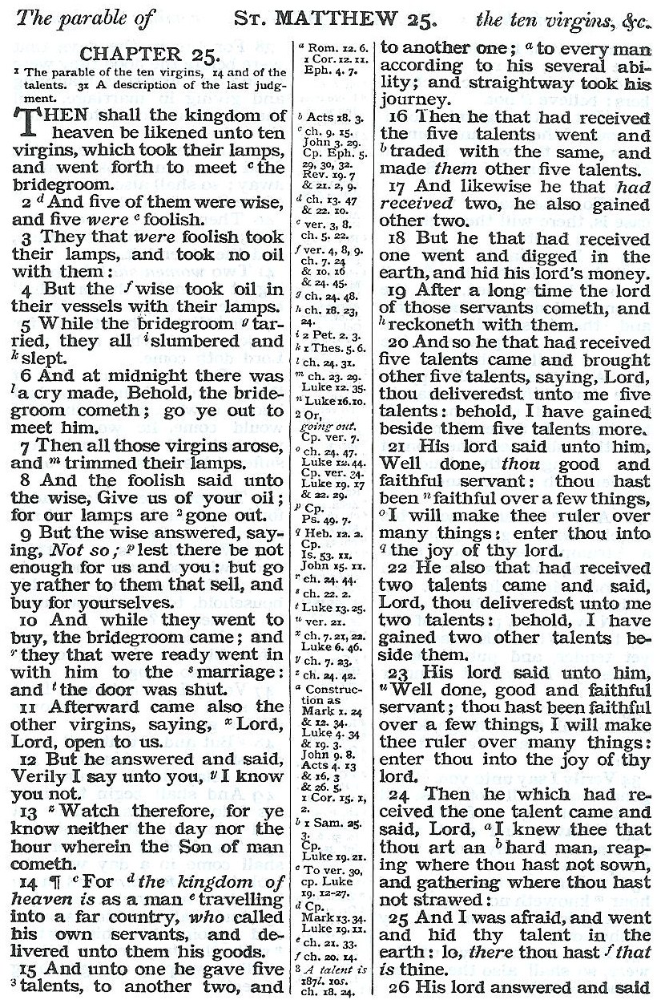 The parable of St. MATTHEW 25. the ten virgins, &c.
CHAPTER 25.
1 The parable of the ten virgins, 14 and of the
talents. 31 A description of the last judg-
ment.
THEN shall the kingdom of
heaven be likened unto ten
virgins, which took their lamps,
and went forth to meet c the
bridegroom.
2 d And five of them were wise,
and five were e foolish.
3 They that were foolish took
their lamps, and took no oil
with them:
4 But the f wise took oil in
their vessels with their lamps.
5 While the bridegroom g tar-
ried, they all i slumbered and
k slept.
6 And at midnight there was
l a cry made, Behold, the bride-
groom cometh; go ye out to
meet him.
7 Then all those virgins arose,
and m trimmed their lamps.
8 And the foolish said unto
the wise, Give us of your oil;
for our lamps are 2 gone out.
9 But the wise answered, say-
ing, Not so; p lest there be not
enough for us and you: but go
ye rather to them that sell, and
buy for yourselves.
10 And while they went to
buy, the bridegroom came; and
r they that were ready went in
with him to the s marriage:
and t the door was shut.
11 Afterward came also the
other virgins, saying, x Lord,
Lord, open to us.
12 But he answered and said,
Verily I say unto you, y I know
you not.
13 z Watch therefore, for ye
know neither the day nor the
hour wherein the Son of man
cometh.
14 ¶ c For d the kingdom of
heaven is as a man e travelling
into a far country, who called
his own servants, and de-
livered unto them his goods.
15 And unto one he gave five
3 talents, to another two, and
a Rom. 12. 6.
1 Cor. 12. 11.
Eph. 4. 7.
b Acts 18. 3.
c ch. 9. 15.
John 3. 29.
Cp. Eph. 5.
29, 30, 32.
Rev. 19. 7
& 21. 2, 9.
d ch. 13. 47
& 22. 10.
e ver. 3, 8.
ch. 5. 22.
f ver. 4, 8, 9.
ch. 7. 24
& 10. 16
& 24. 45.
g ch. 24. 48.
h ch. 18. 23,
24.
i 2 Pet. 2. 3.
k 1 Thes. 5. 6.
l ch. 24. 31.
m ch. 23. 29.
Luke 12. 35.
n Luke 16. 10.
2 Or,
going out.
Cp. ver. 7.
o ch. 24. 47.
Luke 12. 44.
Cp. ver. 34.
Luke 19. 17
& 22. 29.
p Cp.
Ps. 49. 7.
q Heb. 12. 2.
Cp.
Is. 53. 11.
John 15. 11.
r ch. 24. 44.
s ch. 22. 2.
t Luke 13. 25.
u ver. 21.
x ch. 7. 21, 22.
Luke 6. 46.
y ch. 7. 23.
z ch. 24. 42.
a Construc-
tion as
Mark 1. 24
& 12. 34.
Luke 4. 34
& 19. 3.
John 9. 8.
Acts 4. 13
& 16. 3
& 26. 5.
1 Cor. 15. 1,
2.
b 1 Sam. 25.
3.
Cp.
Luke 19. 21.
c To ver. 30,
cp. Luke
19. 12-27.
d Cp.
Mark 13. 34.
Luke 19. 11.
e ch. 21. 33.
f ch. 20. 14.
3 A talent is
187l. 10s.
ch. 18. 24.
to another one; a to every man
according to his several abi-
lity; and straightway took his
journey.
16 Then he that had received
the five talents went and
b traded with the same, and
made them other five talents.
17 And likewise he that had
received two, he also gained
other two.
18 But he that had received
one went and digged in the
earth, and hid his lord's money.
19 After a long time the lord
of those servants cometh, and
h reckoneth with them.
20 And so he that had received
five talents came and brought
other five talents, saying, Lord,
thou deliveredst unto me five
talents: behold, I have gained
beside them five talents more.
21 His lord said unto him,
Well done, thou good and
faithful servant: thou hast
been n faithful over a few things,
o I will make thee ruler over
many things: enter thou into
q the joy of thy lord.
22 He also that had received
two talents came and said,
Lord, thou deliveredst unto me
two talents: behold, I have
gained two other talents be-
side them.
23 His lord said unto him,
u Well done, good and faithful
servant; thou hast been faithful
over a few things, I will make
thee ruler over many things:
enter thou into the joy of thy
lord.
24 Then he which had re-
ceived the one talent came and
said, Lord, a I knew thee that
thou art an b hard man, reap-
ing where thou hast not sown,
and gathering where thou hast
not strawed:
25 And I was afraid, and went
and hid thy talent in the
earth: lo, there thou hast f that
is thine.
26 His lord answered and said